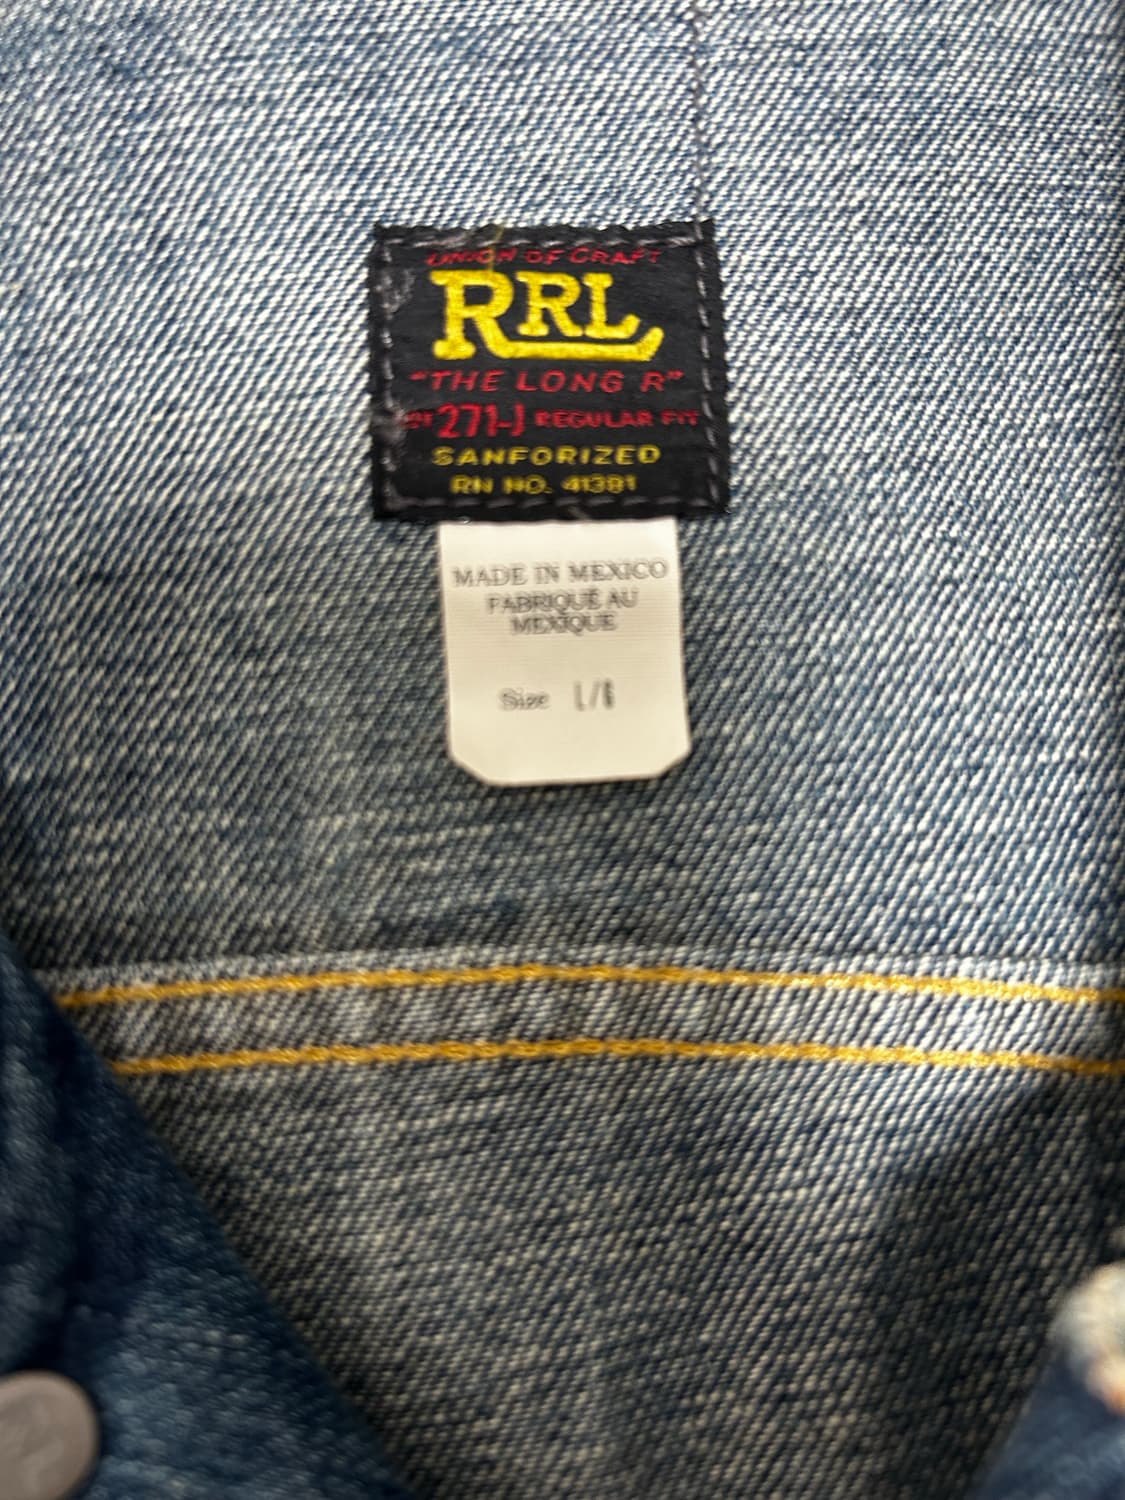 UNION OF CRAFT
RRL
"THE LONG R"
271-J REGULAR FIT
SANFORIZED
RN NO. 41381
MADE IN MEXICO
FABRIQUÉ AU
MEXIQUE
Size L/G